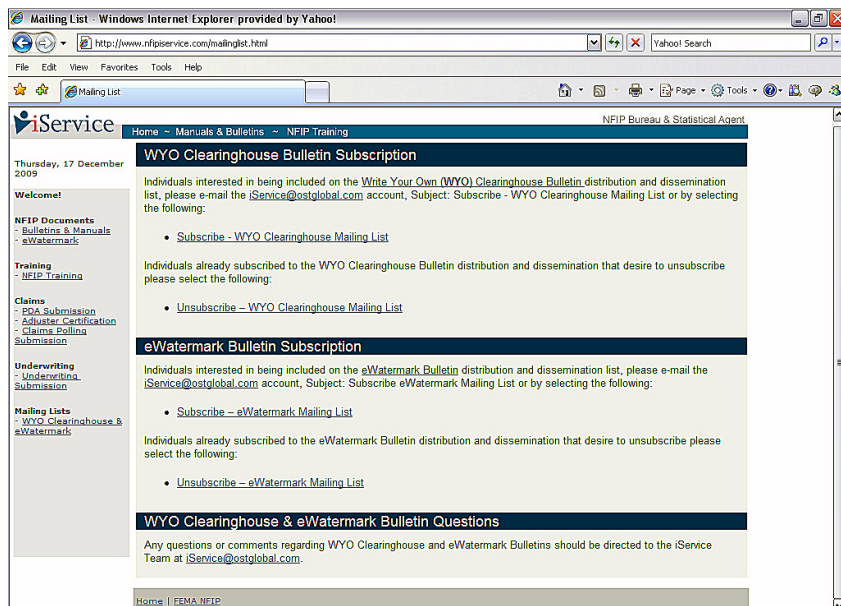 Mailing List - Windows Internet Explorer provided by Yahoo!
http://www.nfipiservice.com/mailinglist.html
Yahoo! Search
File Edit View Favorites Tools Help
Mailing List
Page
Tools
iService
NFIP Bureau & Statistical Agent
Home ~ Manuals & Bulletins ~ NFIP Training
Thursday, 17 December
2009
Welcome!
NFIP Documents
- Bulletins & Manuals
- eWatermark
Training
- NFIP Training
Claims
- PDA Submission
- Adjuster Certification
- Claims Polling
Submission
Underwriting
- Underwriting
Submission
Mailing Lists
- WYO Clearinghouse &
eWatermark
WYO Clearinghouse Bulletin Subscription
Individuals interested in being included on the Write Your Own (WYO) Clearinghouse Bulletin distribution and dissemination
list, please e-mail the iService@ostglobal.com account, Subject: Subscribe - WYO Clearinghouse Mailing List or by selecting
the following:
• Subscribe - WYO Clearinghouse Mailing List
Individuals already subscribed to the WYO Clearinghouse Bulletin distribution and dissemination that desire to unsubscribe
please select the following:
• Unsubscribe – WYO Clearinghouse Mailing List
eWatermark Bulletin Subscription
Individuals interested in being included on the eWatermark Bulletin distribution and dissemination list, please e-mail the
iService@ostglobal.com account, Subject: Subscribe eWatermark Mailing List or by selecting the following:
• Subscribe – eWatermark Mailing List
Individuals already subscribed to the eWatermark Bulletin distribution and dissemination that desire to unsubscribe please
select the following:
• Unsubscribe – eWatermark Mailing List
WYO Clearinghouse & eWatermark Bulletin Questions
Any questions or comments regarding WYO Clearinghouse and eWatermark Bulletins should be directed to the iService
Team at iService@ostglobal.com.
Home | FEMA NFIP